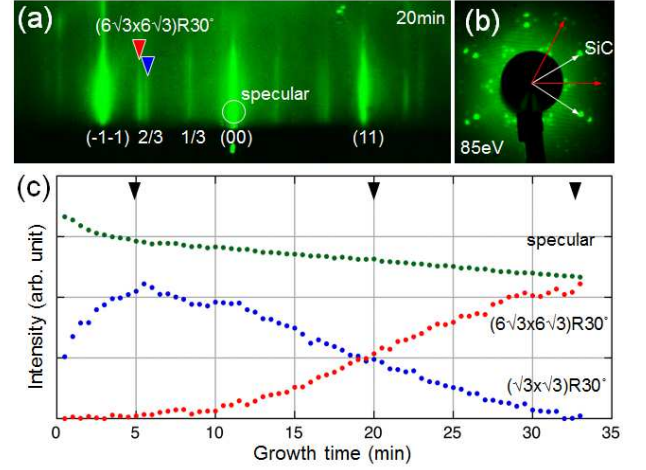 (a)
(6√3x6√3)R30°
20min
specular
(-1-1) 2/3 1/3 (00) (11)
(b)
SiC
85eV
(c)
Intensity (arb. unit)
specular
(6√3x6√3)R30°
(√3x√3)R30°
0 5 10 15 20 25 30 35
Growth time (min)